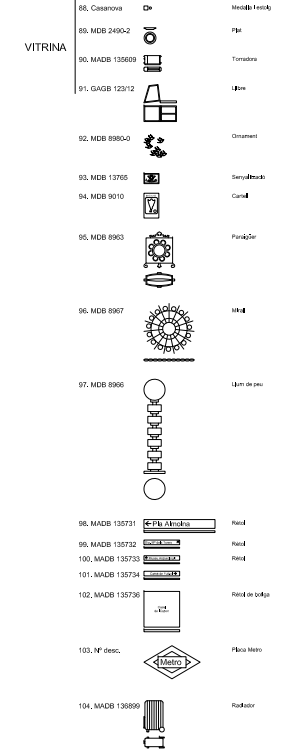 88. Casanova Medalla i estoig
89. MDB 2490-2 Plat
VITRINA
90. MADB 135609 Torradora
91. GAGB 123/12 Llibre
92. MDB 8980-0 Ornament
93. MDB 13765 Senyalització
94. MDB 9010 Cartell
95. MDB 8963 Paraigüer
96. MDB 8967 Mirall
97. MDB 8966 Llum de peu
98. MADB 135731 ← Pla Almoina Rètol
99. MADB 135732 Rètol
100. MADB 135733 Rètol
101. MADB 135734 Rètol
102. MADB 135736 Rètol de botiga
103. Nº desc. Metro Placa Metro
104. MADB 136899 Radiador